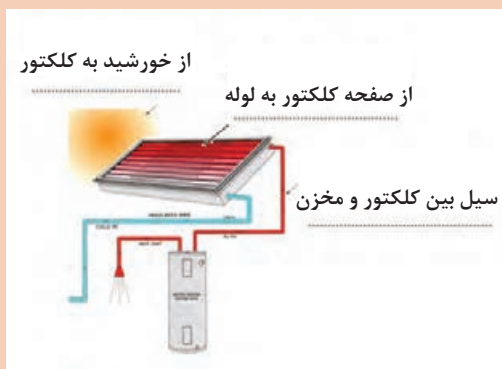 از خورشید به کلکتور
از صفحه کلکتور به لوله
سیل بین کلکتور و مخزن